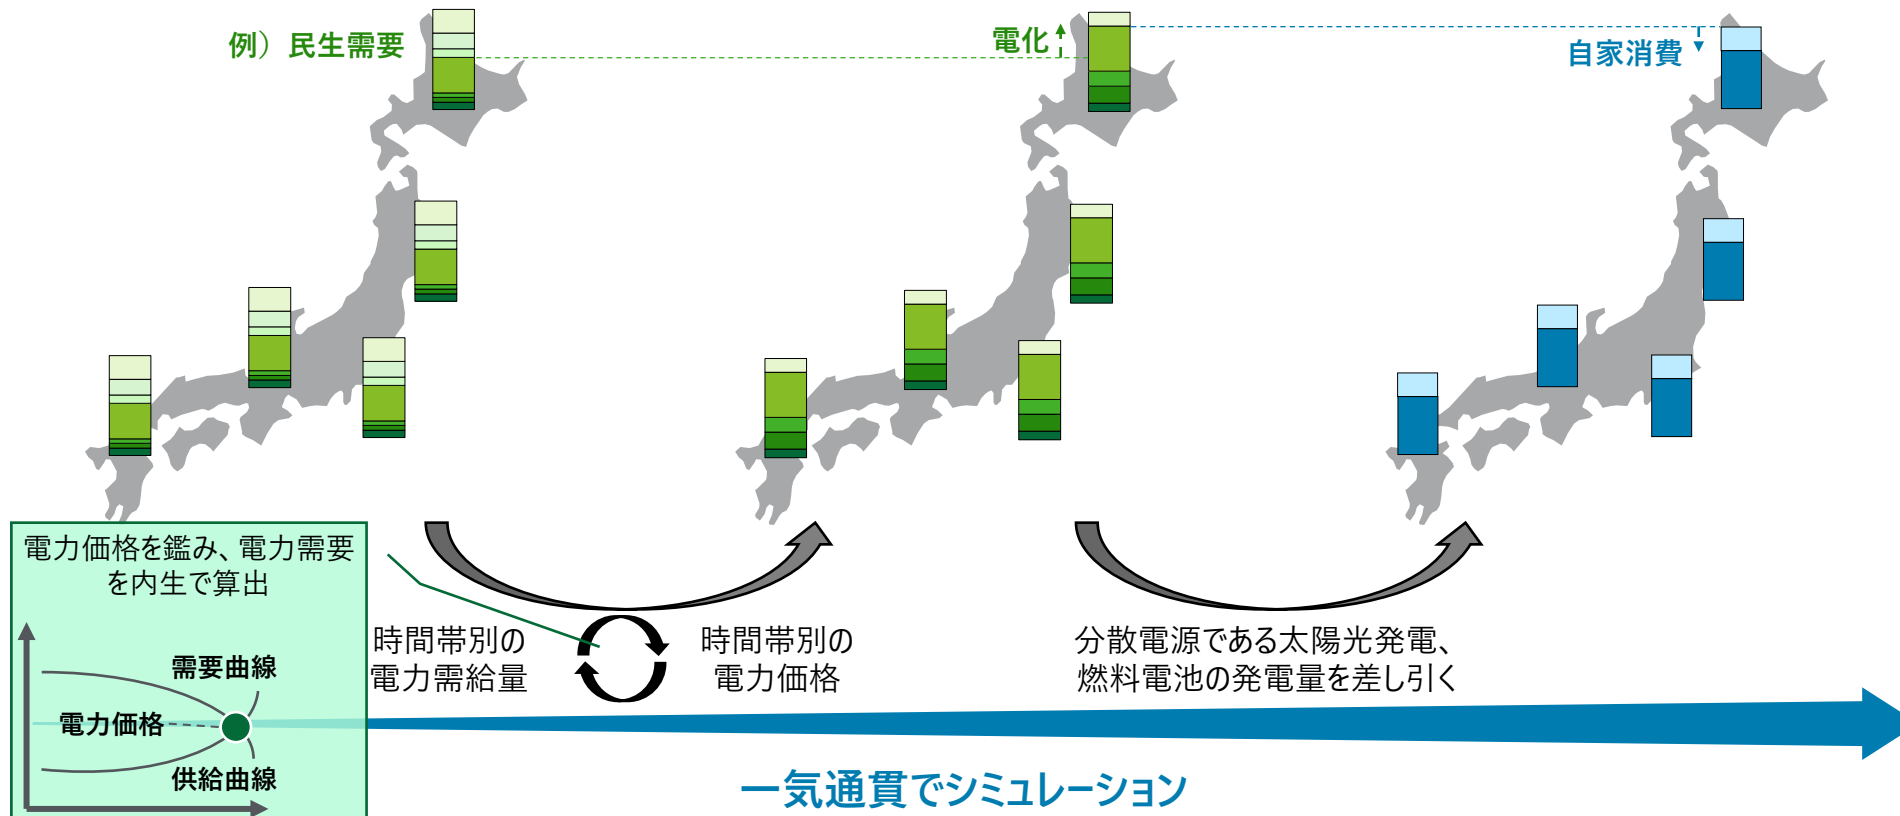 例）民生需要
電化
自家消費
電力価格を鑑み、電力需要
を内生で算出
需要曲線
電力価格
供給曲線
時間帯別の
電力需給量
時間帯別の
電力価格
分散電源である太陽光発電、
燃料電池の発電量を差し引く
一気通貫でシミュレーション